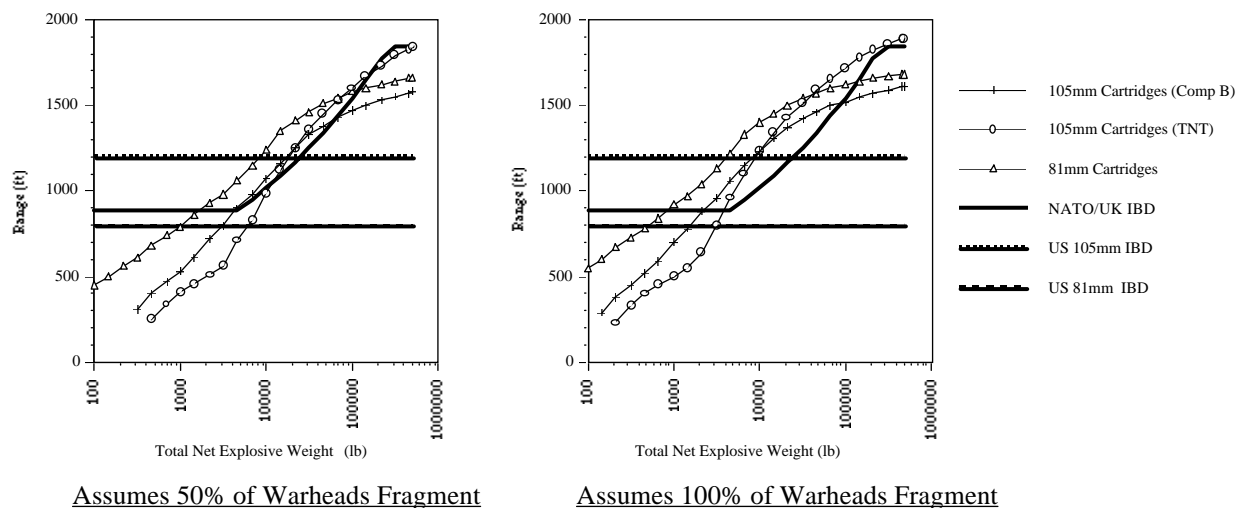 2000
1500
1000
500
0
Range (ft)
100
1000
10000
100000
1000000
Total Net Explosive Weight (lb)
Assumes 50% of Warheads Fragment
2000
1500
1000
500
0
Range (ft)
100
1000
10000
100000
1000000
Total Net Explosive Weight (lb)
Assumes 100% of Warheads Fragment
105mm Cartridges (Comp B)
105mm Cartridges (TNT)
81mm Cartridges
NATO/UK IBD
US 105mm IBD
US 81mm IBD